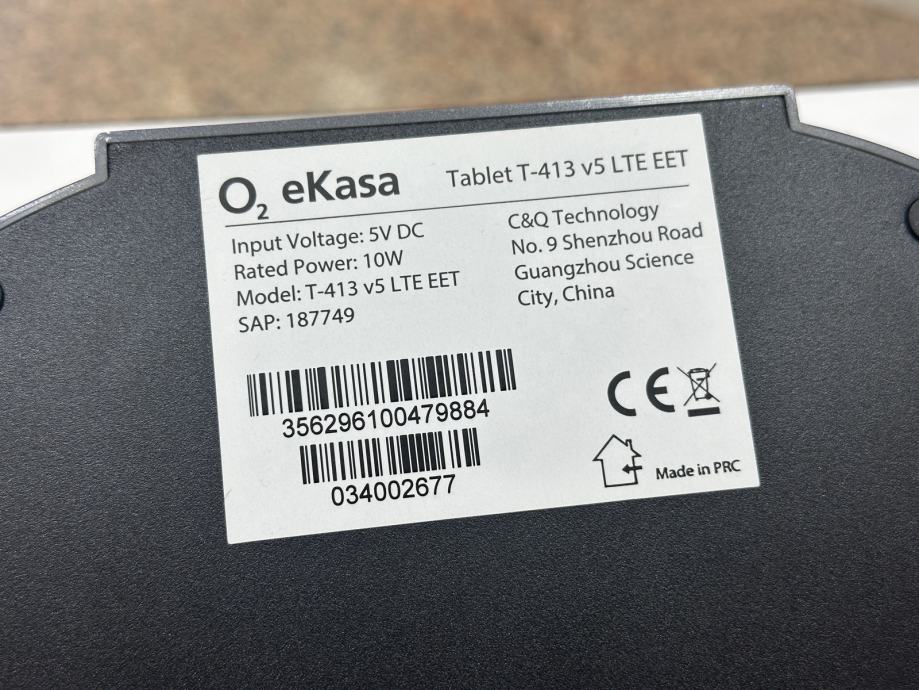 O2 eKasa
Tablet T-413 v5 LTE EET
Input Voltage: 5V DC
Rated Power: 10W
Model: T-413 v5 LTE EET
SAP: 187749
C&Q Technology
No. 9 Shenzhou Road
Guangzhou Science
City, China
356296100479884
034002677
CE
Made in PRC